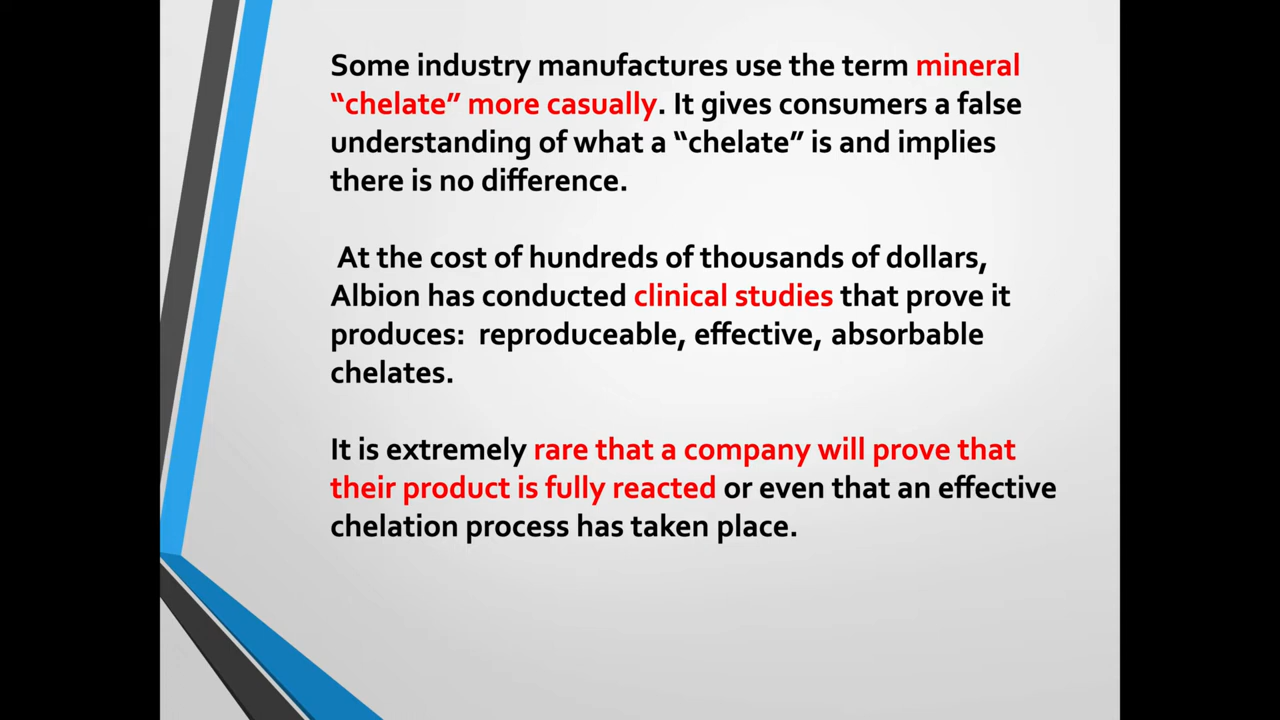 Some industry manufactures use the term mineral
“chelate” more casually. It gives consumers a false
understanding of what a “chelate” is and implies
there is no difference.
At the cost of hundreds of thousands of dollars,
Albion has conducted clinical studies that prove it
produces: reproduceable, effective, absorbable
chelates.
It is extremely rare that a company will prove that
their product is fully reacted or even that an effective
chelation process has taken place.